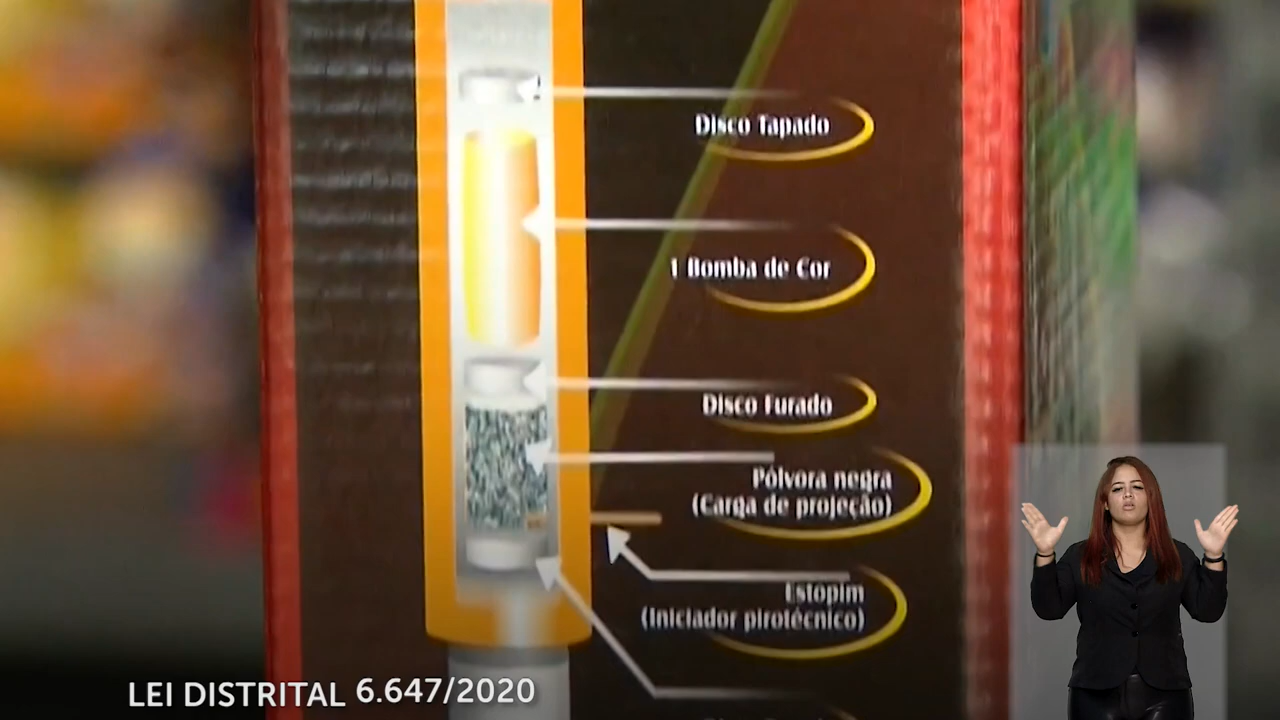 Disco Tapado
1 Bomba de Cor
Disco Furado
Pólvora negra
(Carga de projeção)
Estopim
(Iniciador pirotécnico)
LEI DISTRITAL 6.647/2020